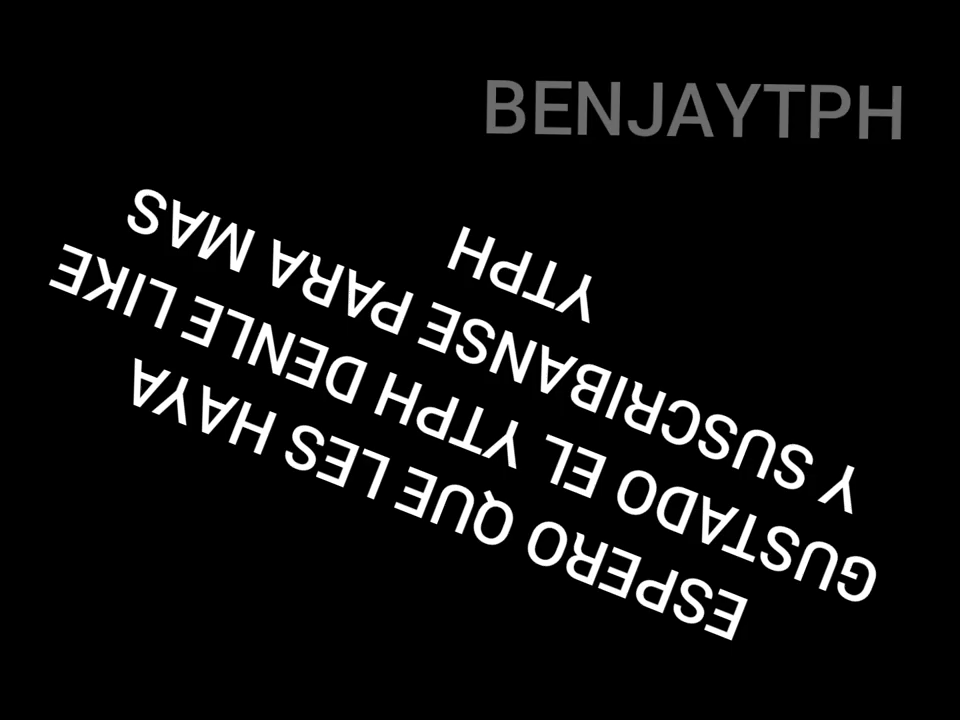 BENJAYTPH
ESPERO QUE LES HAYA
GUSTADO EL YTPH DENLE LIKE
Y SUSCRIBANSE PARA MAS
YTPH